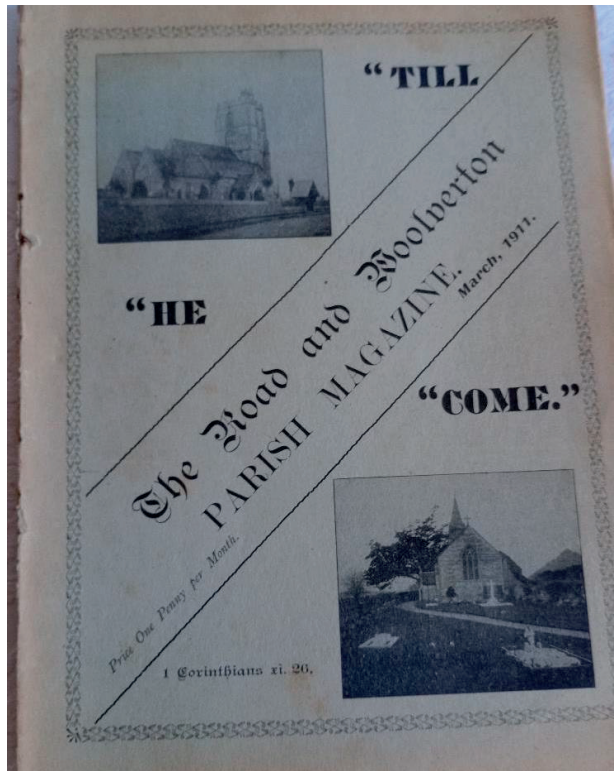 “TILL
“HE
The Road and Woolverton
PARISH MAGAZINE.
March, 1911.
“COME.”
Price One Penny per Month.
1 Corinthians xi. 26.